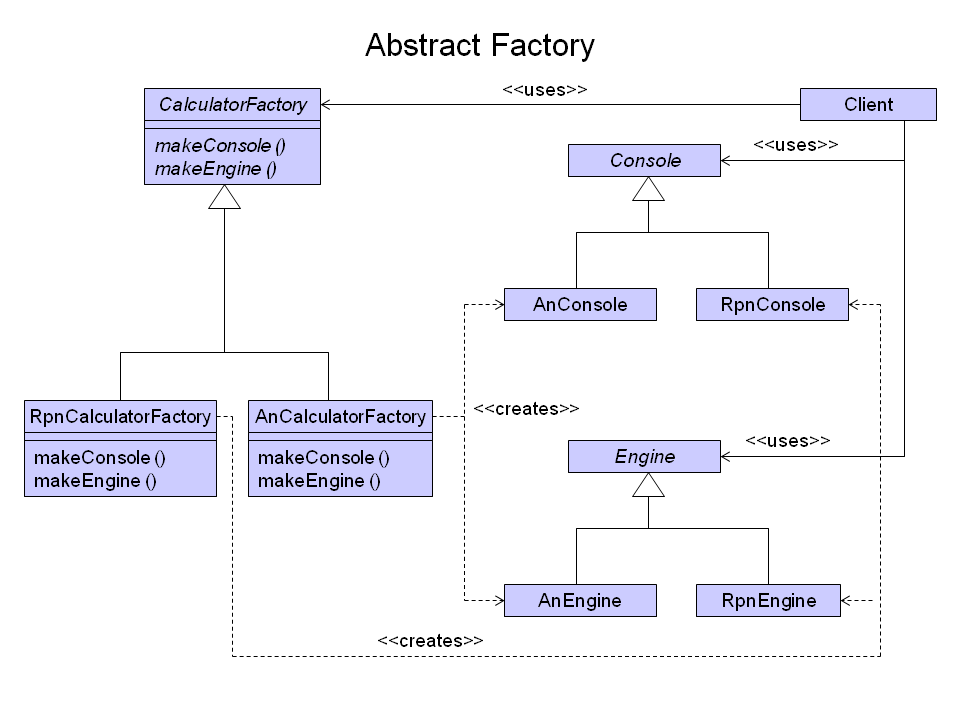 Abstract Factory
<<uses>>
CalculatorFactory
Client
makeConsole ()
makeEngine ()
<<uses>>
Console
AnConsole
RpnConsole
RpnCalculatorFactory
AnCalculatorFactory
<<creates>>
makeConsole ()
makeEngine ()
makeConsole ()
makeEngine ()
<<uses>>
Engine
AnEngine
RpnEngine
<<creates>>